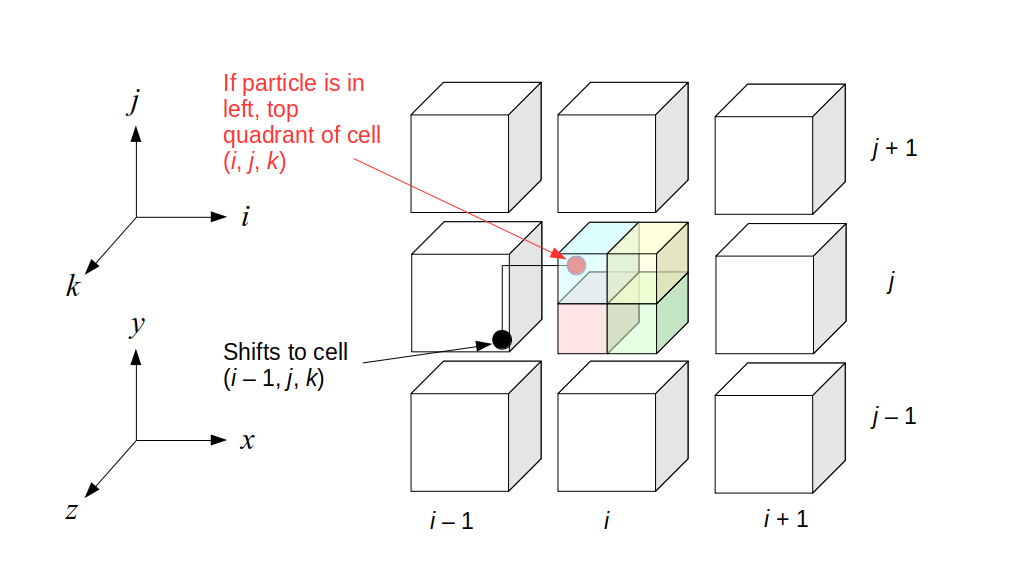 If particle is in
left, top
quadrant of cell
(i, j, k)
j
i
k
j + 1
j
y
Shifts to cell
(i – 1, j, k)
x
z
j – 1
i – 1
i
i + 1